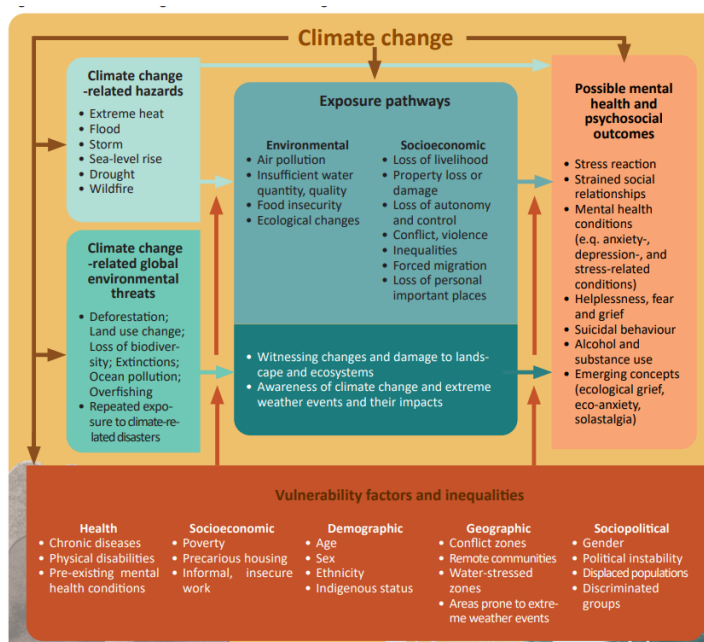 Climate change
Climate change
-related hazards
• Extreme heat
• Flood
• Storm
• Sea-level rise
• Drought
• Wildfire
Climate change
-related global
environmental
threats
• Deforestation;
Land use change;
Loss of biodiver-
sity; Extinctions;
Ocean pollution;
Overfishing
• Repeated expo-
sure to climate-re-
lated disasters
Exposure pathways
Environmental
• Air pollution
• Insufficient water
quantity, quality
• Food insecurity
• Ecological changes
Socioeconomic
• Loss of livelihood
• Property loss or
damage
• Loss of autonomy
and control
• Conflict, violence
• Inequalities
• Forced migration
• Loss of personal
important places
• Witnessing changes and damage to lands-
cape and ecosystems
• Awareness of climate change and extreme
weather events and their impacts
Possible mental
health and
psychosocial
outcomes
• Stress reaction
• Strained social
relationships
• Mental health
conditions
(e.q. anxiety-,
depression-, and
stress-related
conditions)
• Helplessness, fear
and grief
• Suicidal behaviour
• Alcohol and
substance use
• Emerging concepts
(ecological grief,
eco-anxiety,
solastalgia)
Vulnerability factors and inequalities
Health
• Chronic diseases
• Physical disabilities
• Pre-existing mental
health conditions
Socioeconomic
• Poverty
• Precarious housing
• Informal, insecure
work
Demographic
• Age
• Sex
• Ethnicity
• Indigenous status
Geographic
• Conflict zones
• Remote communities
• Water-stressed
zones
• Areas prone to extre-
me weather events
Sociopolitical
• Gender
• Political instability
• Displaced populations
• Discriminated
groups